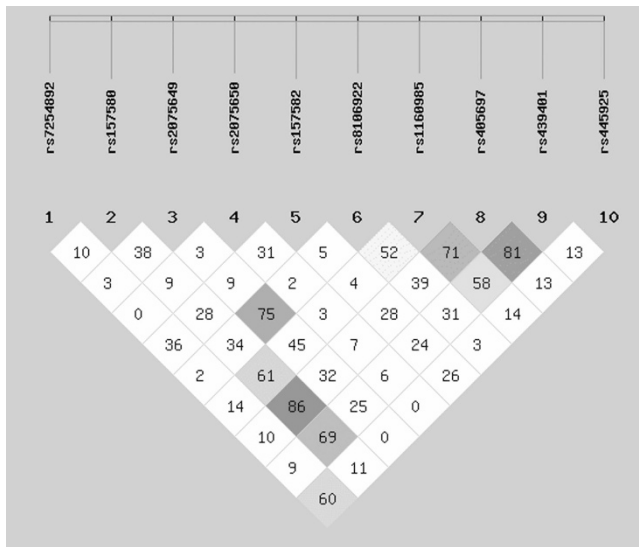 rs7254892
rs157580
rs2075649
rs2075650
rs157582
rs8106922
rs1160985
rs405697
rs439401
rs445925
1 2 3 4 5 6 7 8 9 10
10 38 3 31 5 52 71 81 13
3 9 9 2 4 39 58 13
0 28 75 3 28 31 14
36 34 45 7 24 3
2 61 32 6 26
14 86 25 0
10 69 0
9 11
60